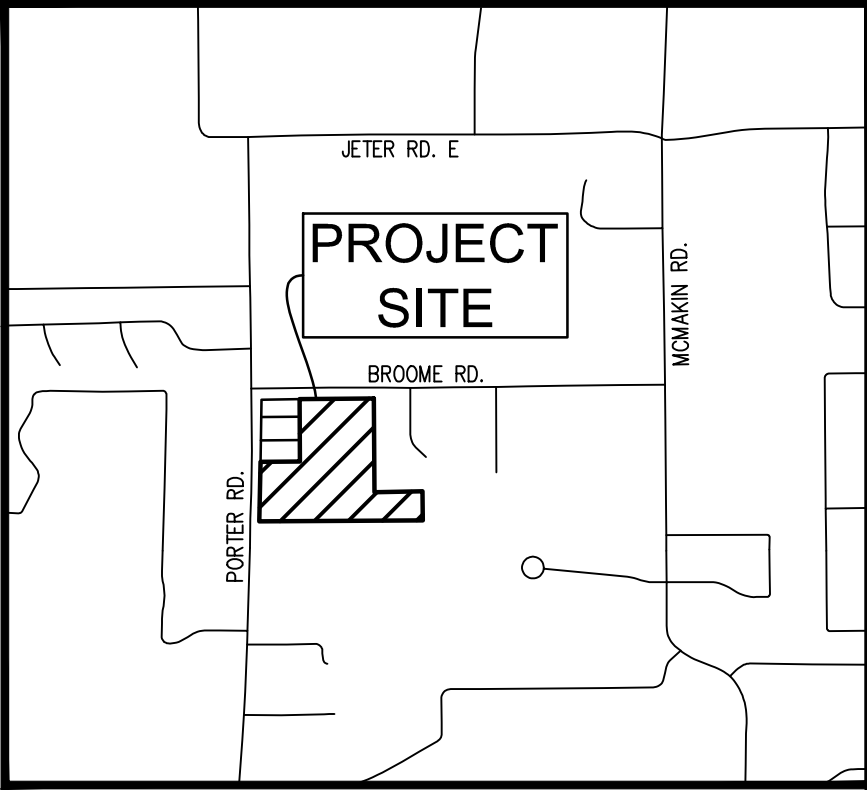 JETER RD. E
PROJECT
SITE
MCMAKIN RD.
BROOME RD.
PORTER RD.